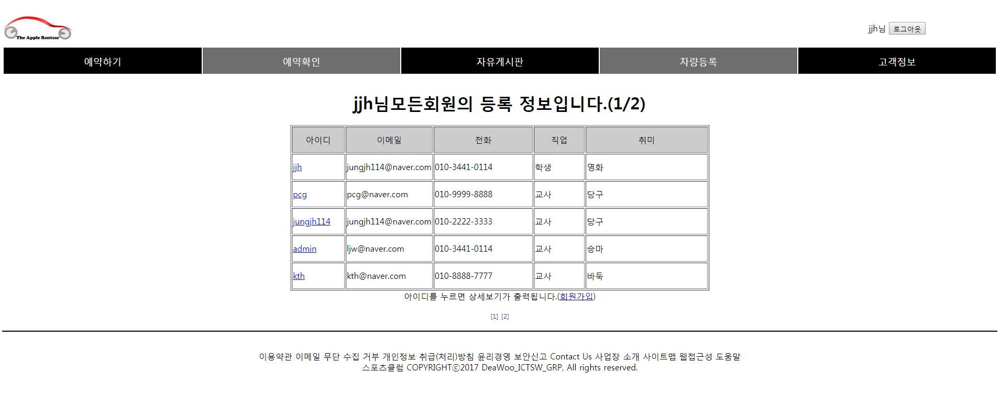 The Apple Rentcar
jjh님 로그아웃
예약하기 예약확인 자유게시판 차량등록 고객정보
jjh님모든회원의 등록 정보입니다.(1/2)
아이디 이메일 전화 직업 취미
jjh jungjh114@naver.com 010-3441-0114 학생 영화
pcg pcg@naver.com 010-9999-8888 교사 당구
jungjh114 jungjh114@naver.com 010-2222-3333 교사 당구
admin ljw@naver.com 010-3441-0114 교사 승마
kth kth@naver.com 010-8888-7777 교사 바둑
아이디를 누르면 상세보기가 출력됩니다.(회원가입)
[1] [2]
이용약관 이메일 무단 수집 거부 개인정보 취급(처리)방침 윤리경영 보안신고 Contact Us 사업장 소개 사이트맵 웹접근성 도움말
스포츠클럽 COPYRIGHTⓒ2017 DeaWoo_ICTSW_GRP, All rights reserved.